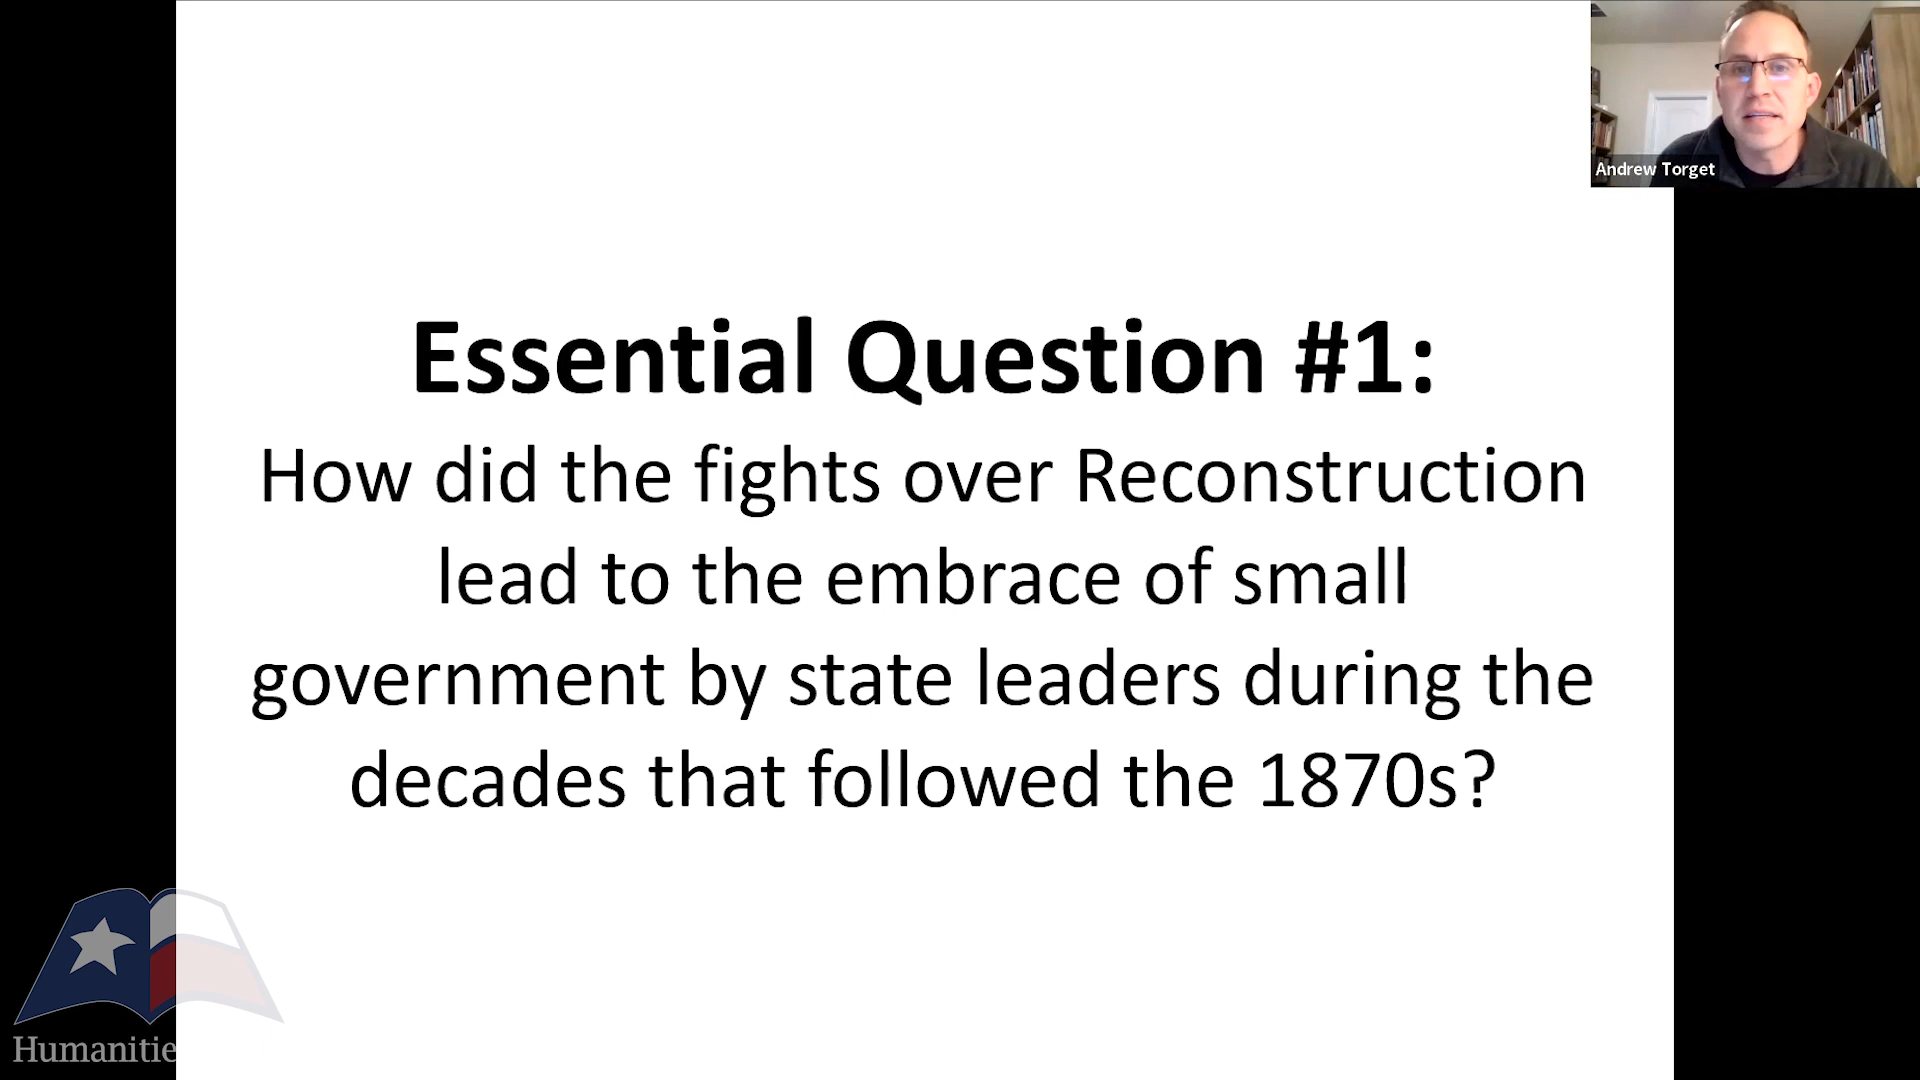 Andrew Torget
Essential Question #1:
How did the fights over Reconstruction
lead to the embrace of small
government by state leaders during the
decades that followed the 1870s?
Humanitie